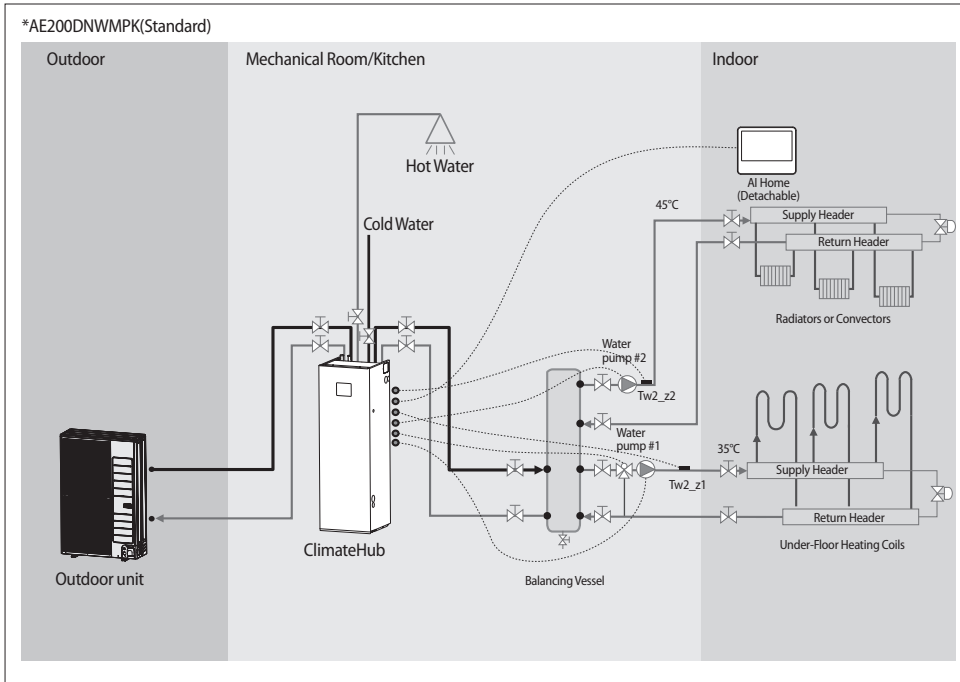 *AE200DNWMPK(Standard)
Outdoor
Mechanical Room/Kitchen
Indoor
Hot Water
Cold Water
AI Home
(Detachable)
45°C
Supply Header
Return Header
Radiators or Convectors
Water
pump #2
Tw2_z2
Water
pump #1
35°C
Tw2_z1
Supply Header
Return Header
Under-Floor Heating Coils
ClimateHub
Outdoor unit
Balancing Vessel